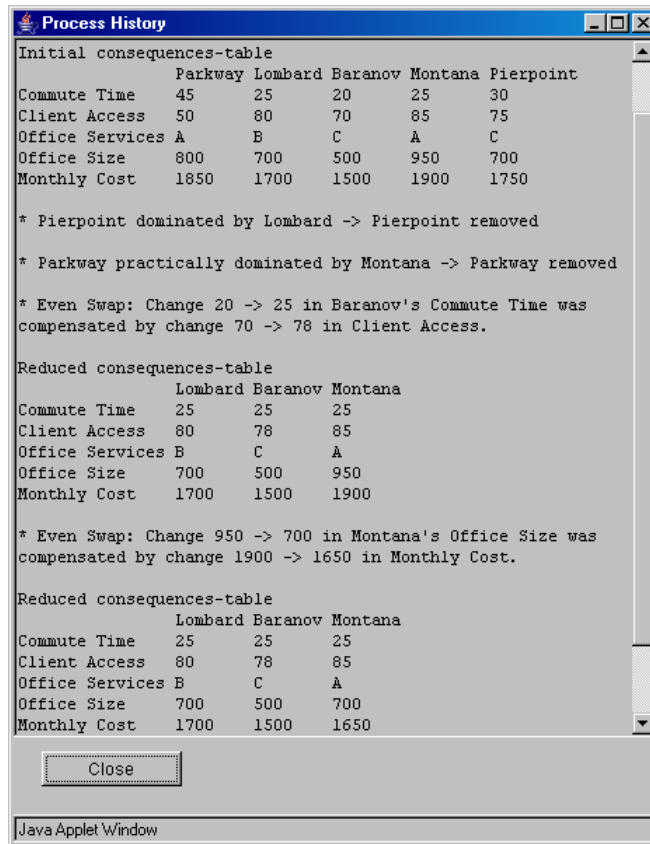 Process History
Initial consequences-table
Parkway Lombard Baranov Montana Pierpoint
Commute Time 45 25 20 25 30
Client Access 50 80 70 85 75
Office Services A B C A C
Office Size 800 700 500 950 700
Monthly Cost 1850 1700 1500 1900 1750
* Pierpoint dominated by Lombard -> Pierpoint removed
* Parkway practically dominated by Montana -> Parkway removed
* Even Swap: Change 20 -> 25 in Baranov's Commute Time was
compensated by change 70 -> 78 in Client Access.
Reduced consequences-table
Lombard Baranov Montana
Commute Time 25 25 25
Client Access 80 78 85
Office Services B C A
Office Size 700 500 950
Monthly Cost 1700 1500 1900
* Even Swap: Change 950 -> 700 in Montana's Office Size was
compensated by change 1900 -> 1650 in Monthly Cost.
Reduced consequences-table
Lombard Baranov Montana
Commute Time 25 25 25
Client Access 80 78 85
Office Services B C A
Office Size 700 500 700
Monthly Cost 1700 1500 1650
Close
Java Applet Window